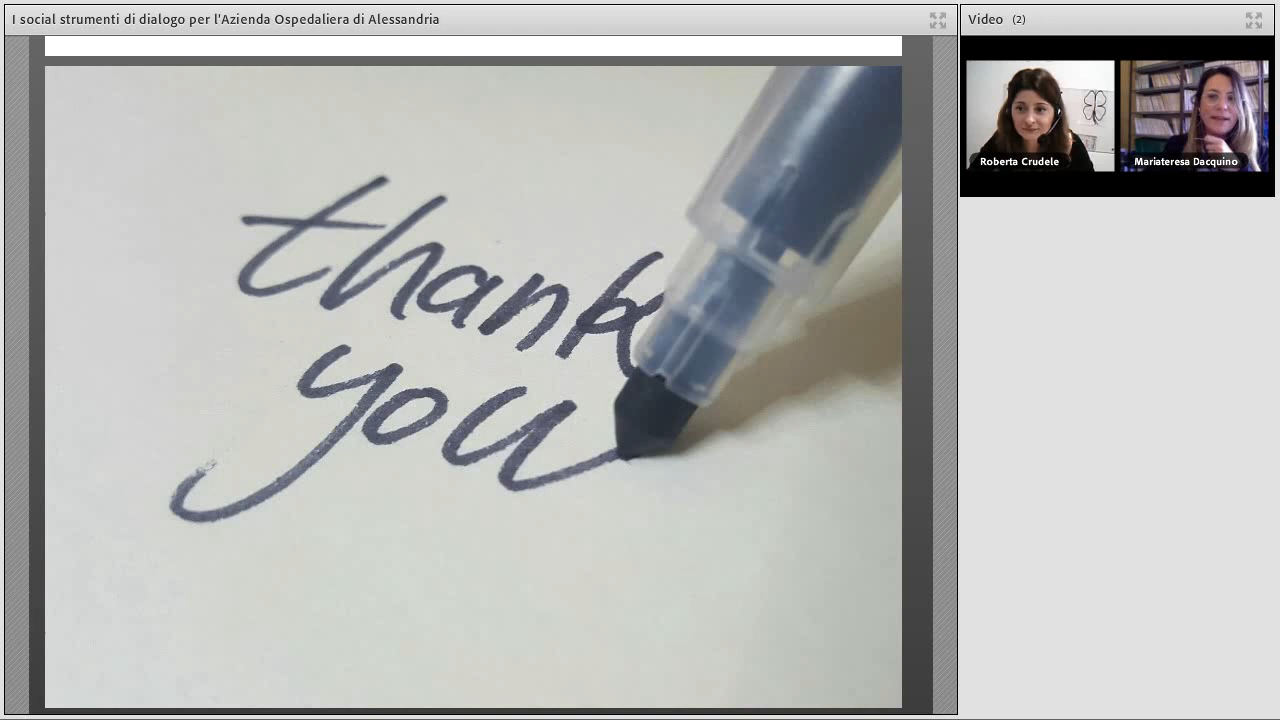 I social strumenti di dialogo per l'Azienda Ospedaliera di Alessandria
Video (2)
Roberta Crudele
Mariateresa Dacquino
thank
you